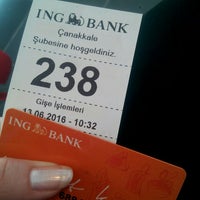 ING BANK
Çanakkale
Şubesine hoşgeldiniz.
238
Gişe İşlemleri
13.06.2016 - 10:32
ING BANK